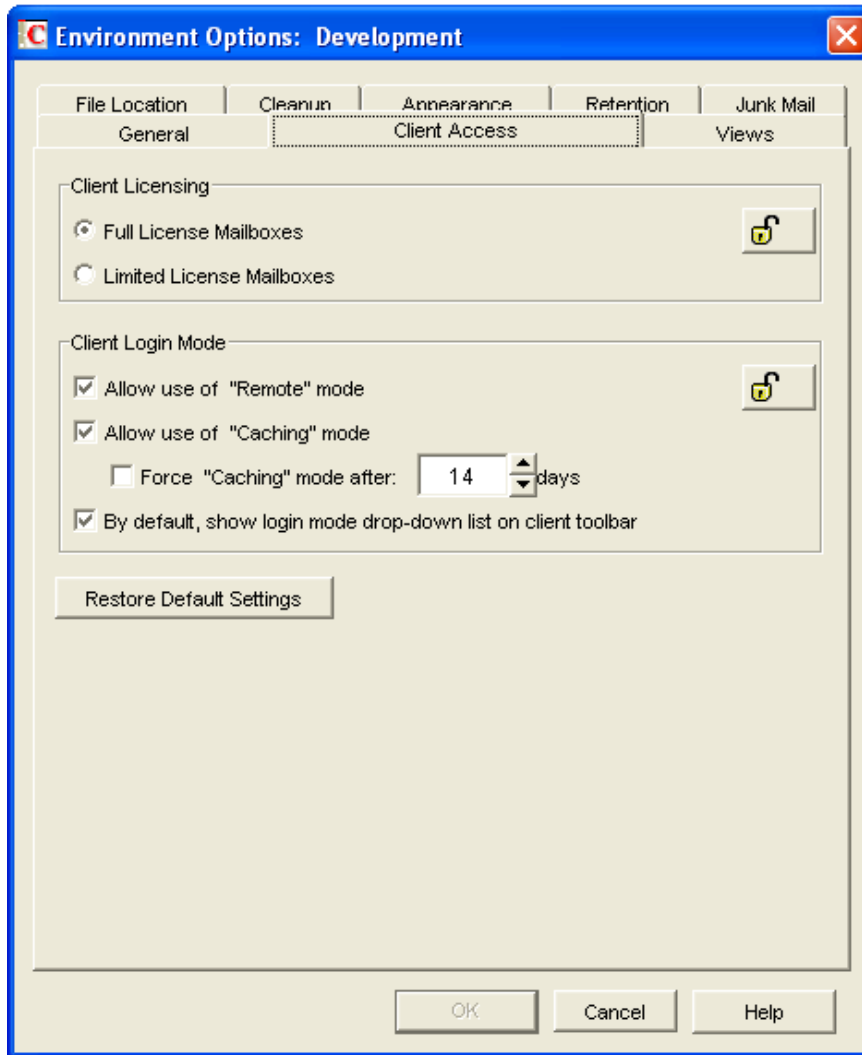 C Environment Options: Development
File Location Cleanup Appearance Retention Junk Mail
General Client Access Views
Client Licensing
Full License Mailboxes
Limited License Mailboxes
Client Login Mode
Allow use of "Remote" mode
Allow use of "Caching" mode
Force "Caching" mode after: 14 days
By default, show login mode drop-down list on client toolbar
Restore Default Settings
OK Cancel Help